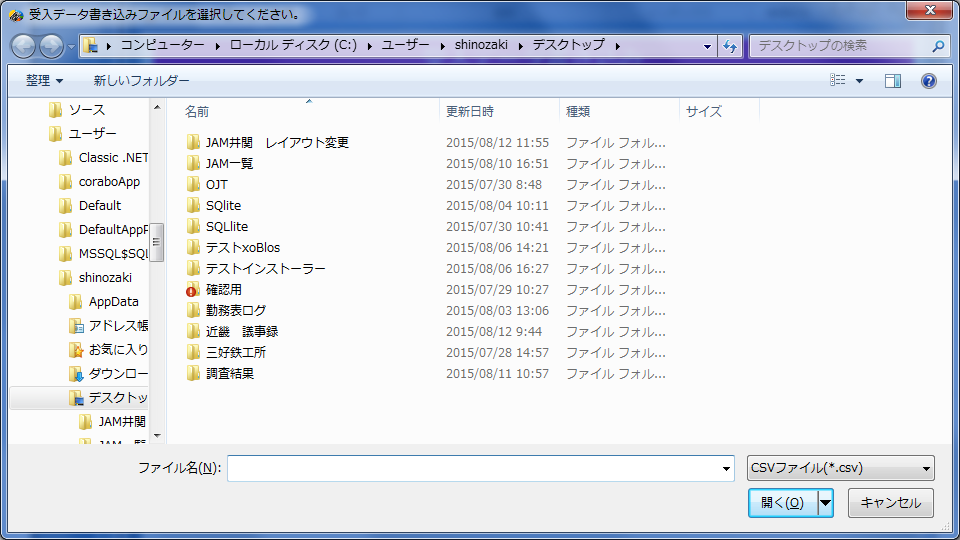 受入データ書き込みファイルを選択してください。
コンピューター ローカル ディスク (C:) ユーザー shinozaki デスクトップ
デスクトップの検索
整理 新しいフォルダー
ソース
ユーザー
Classic .NET
coraboApp
Default
DefaultAppP
MSSQL$SQL
shinozaki
AppData
アドレス帳
お気に入り
ダウンロー
デスクトッ
JAM井関
JAM一覧
名前 更新日時 種類 サイズ
JAM井関　レイアウト変更 2015/08/12 11:55 ファイル フォル...
JAM一覧 2015/08/10 16:51 ファイル フォル...
OJT 2015/07/30 8:48 ファイル フォル...
SQlite 2015/08/04 10:11 ファイル フォル...
SQLlite 2015/07/30 10:41 ファイル フォル...
テストxoBlos 2015/08/06 14:21 ファイル フォル...
テストインストーラー 2015/08/06 16:27 ファイル フォル...
確認用 2015/07/29 10:27 ファイル フォル...
勤務表ログ 2015/08/03 13:06 ファイル フォル...
近畿　議事録 2015/08/12 9:44 ファイル フォル...
三好鉄工所 2015/07/28 14:57 ファイル フォル...
調査結果 2015/08/11 10:57 ファイル フォル...
ファイル名(N):
CSVファイル(*.csv)
開く(O) キャンセル